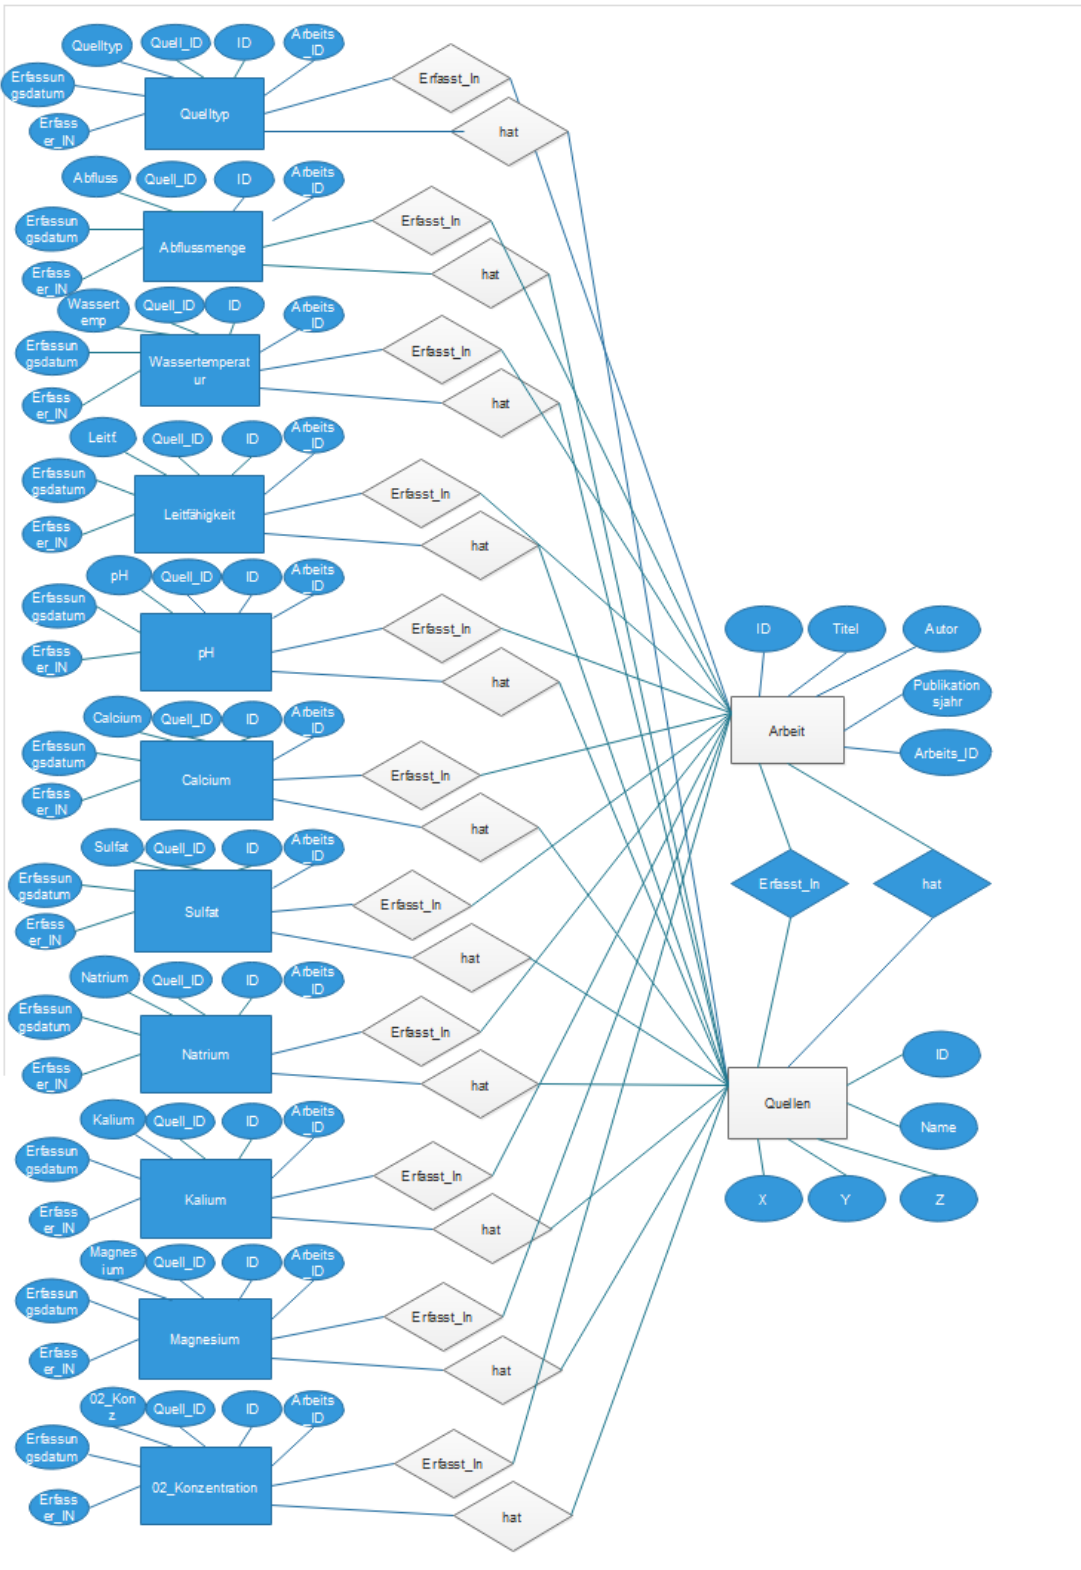 Quelltyp
Quell_ID
ID
Arbeits
_ID
Erfassun
gsdatum
Erfass
er_IN
Quelltyp
Erfasst_In
hat
Abfluss
Quell_ID
ID
Arbeits
_ID
Erfassun
gsdatum
Erfass
er_IN
Abflussmenge
Erfasst_In
hat
Wassert
emp
Quell_ID
ID
Arbeits
_ID
Erfassun
gsdatum
Erfass
er_IN
Wassertemperat
ur
Erfasst_In
hat
Leitf.
Quell_ID
ID
Arbeits
_ID
Erfassun
gsdatum
Erfass
er_IN
Leitfähigkeit
Erfasst_In
hat
pH
Quell_ID
ID
Arbeits
_ID
Erfassun
gsdatum
Erfass
er_IN
pH
Erfasst_In
hat
Calcium
Quell_ID
ID
Arbeits
_ID
Erfassun
gsdatum
Erfass
er_IN
Calcium
Erfasst_In
hat
Sulfat
Quell_ID
ID
Arbeits
_ID
Erfassun
gsdatum
Erfass
er_IN
Sulfat
Erfasst_In
hat
Natrium
Quell_ID
ID
Arbeits
_ID
Erfassun
gsdatum
Erfass
er_IN
Natrium
Erfasst_In
hat
Kalium
Quell_ID
ID
Arbeits
_ID
Erfassun
gsdatum
Erfass
er_IN
Kalium
Erfasst_In
hat
Magnes
ium
Quell_ID
ID
Arbeits
_ID
Erfassun
gsdatum
Erfass
er_IN
Magnesium
Erfasst_In
hat
02_Kon
z
Quell_ID
ID
Arbeits
_ID
Erfassun
gsdatum
Erfass
er_IN
02_Konzentration
Erfasst_In
hat
ID
Titel
Autor
Publikation
sjahr
Arbeits_ID
Arbeit
Erfasst_In
hat
Quellen
ID
Name
X
Y
Z